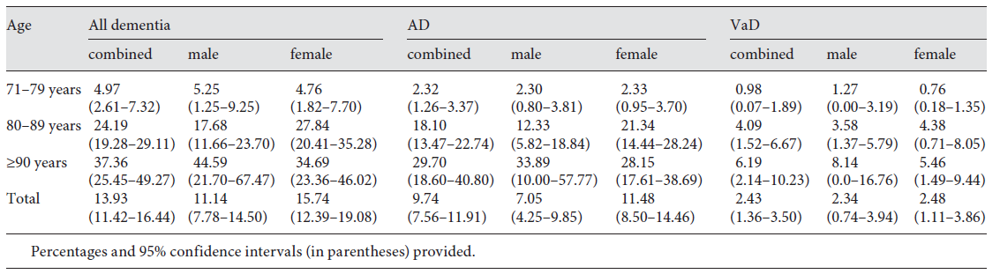 Age All dementia AD VaD
combined male female combined male female combined male female
71–79 years 4.97 5.25 4.76 2.32 2.30 2.33 0.98 1.27 0.76
(2.61–7.32) (1.25–9.25) (1.82–7.70) (1.26–3.37) (0.80–3.81) (0.95–3.70) (0.07–1.89) (0.00–3.19) (0.18–1.35)
80–89 years 24.19 17.68 27.84 18.10 12.33 21.34 4.09 3.58 4.38
(19.28–29.11) (11.66–23.70) (20.41–35.28) (13.47–22.74) (5.82–18.84) (14.44–28.24) (1.52–6.67) (1.37–5.79) (0.71–8.05)
≥90 years 37.36 44.59 34.69 29.70 33.89 28.15 6.19 8.14 5.46
(25.45–49.27) (21.70–67.47) (23.36–46.02) (18.60–40.80) (10.00–57.77) (17.61–38.69) (2.14–10.23) (0.0–16.76) (1.49–9.44)
Total 13.93 11.14 15.74 9.74 7.05 11.48 2.43 2.34 2.48
(11.42–16.44) (7.78–14.50) (12.39–19.08) (7.56–11.91) (4.25–9.85) (8.50–14.46) (1.36–3.50) (0.74–3.94) (1.11–3.86)
Percentages and 95% confidence intervals (in parentheses) provided.